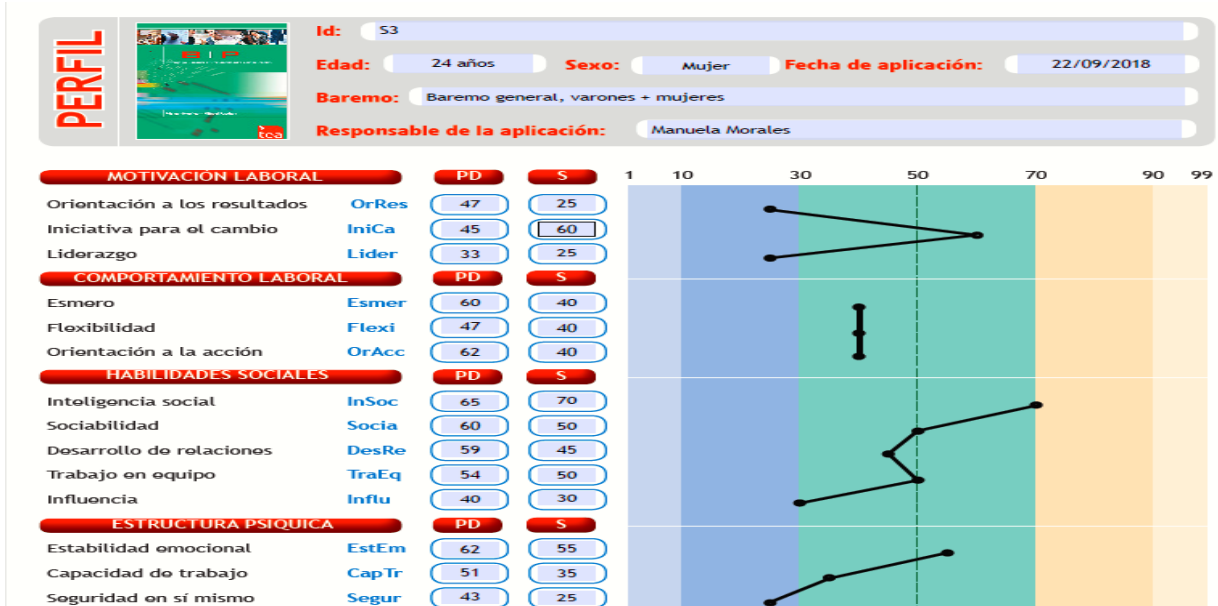 PERFIL
Id: S3
Edad: 24 años Sexo: Mujer Fecha de aplicación: 22/09/2018
Baremo: Baremo general, varones + mujeres
Responsable de la aplicación: Manuela Morales
tea
MOTIVACIÓN LABORAL PD S 1 10 30 50 70 90 99
Orientación a los resultados OrRes 47 25
Iniciativa para el cambio IniCa 45 60
Liderazgo Lider 33 25
COMPORTAMIENTO LABORAL PD S
Esmero Esmer 60 40
Flexibilidad Flexi 47 40
Orientación a la acción OrAcc 62 40
HABILIDADES SOCIALES PD S
Inteligencia social InSoc 65 70
Sociabilidad Socia 60 50
Desarrollo de relaciones DesRe 59 45
Trabajo en equipo TraEq 54 50
Influencia Influ 40 30
ESTRUCTURA PSIQUICA PD S
Estabilidad emocional EstEm 62 55
Capacidad de trabajo CapTr 51 35
Seguridad en sí mismo Segur 43 25